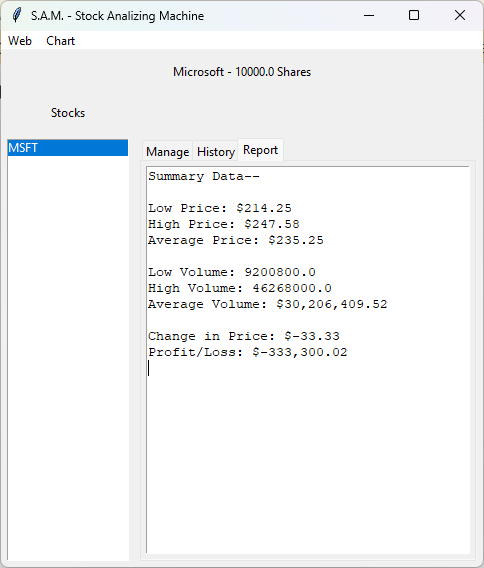 S.A.M. - Stock Analizing Machine
Web Chart
Microsoft - 10000.0 Shares
Stocks
MSFT
Manage History Report
Summary Data--
Low Price: $214.25
High Price: $247.58
Average Price: $235.25
Low Volume: 9200800.0
High Volume: 46268000.0
Average Volume: $30,206,409.52
Change in Price: $-33.33
Profit/Loss: $-333,300.02